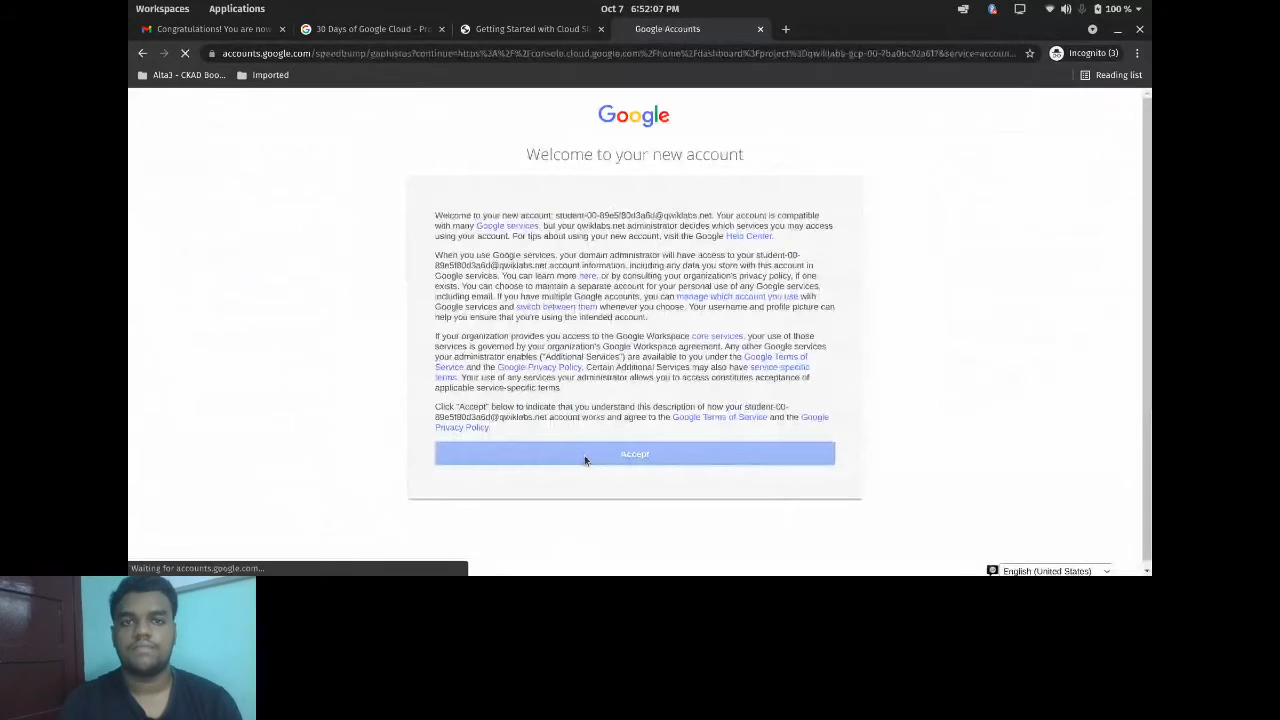 Workspaces Applications Oct 7 6:52:07 PM 100 %
Congratulations! You are now 30 Days of Google Cloud - Pro Getting Started with Cloud Sh Google Accounts
Incognito (3)
Alta3 - CKAD Boo... Imported Reading list
Google
Welcome to your new account
Welcome to your new account: student-00-89e5f80d3a6d@qwiklabs.net. Your account is compatible
with many Google services, but your qwiklabs.net administrator decides which services you may access
using your account. For tips about using your new account, visit the Google Help Center.
When you use Google services, your domain administrator will have access to your student-00-
89e5f80d3a6d@qwiklabs.net account information, including any data you store with this account in
Google services. You can learn more here, or by consulting your organization's privacy policy, if one
exists. You can choose to maintain a separate account for your personal use of any Google services,
including email. If you have multiple Google accounts, you can manage which account you use with
Google services and switch between them whenever you choose. Your username and profile picture can
help you ensure that you're using the intended account.
If your organization provides you access to the Google Workspace core services, your use of those
services is governed by your organization's Google Workspace agreement. Any other Google services
your administrator enables ("Additional Services") are available to you under the Google Terms of
Service and the Google Privacy Policy. Certain Additional Services may also have service-specific
terms. Your use of any services your administrator allows you to access constitutes acceptance of
applicable service-specific terms.
Click "Accept" below to indicate that you understand this description of how your student-00-
89e5f80d3a6d@qwiklabs.net account works and agree to the Google Terms of Service and the Google
Privacy Policy.
Accept
Waiting for accounts.google.com...
English (United States)